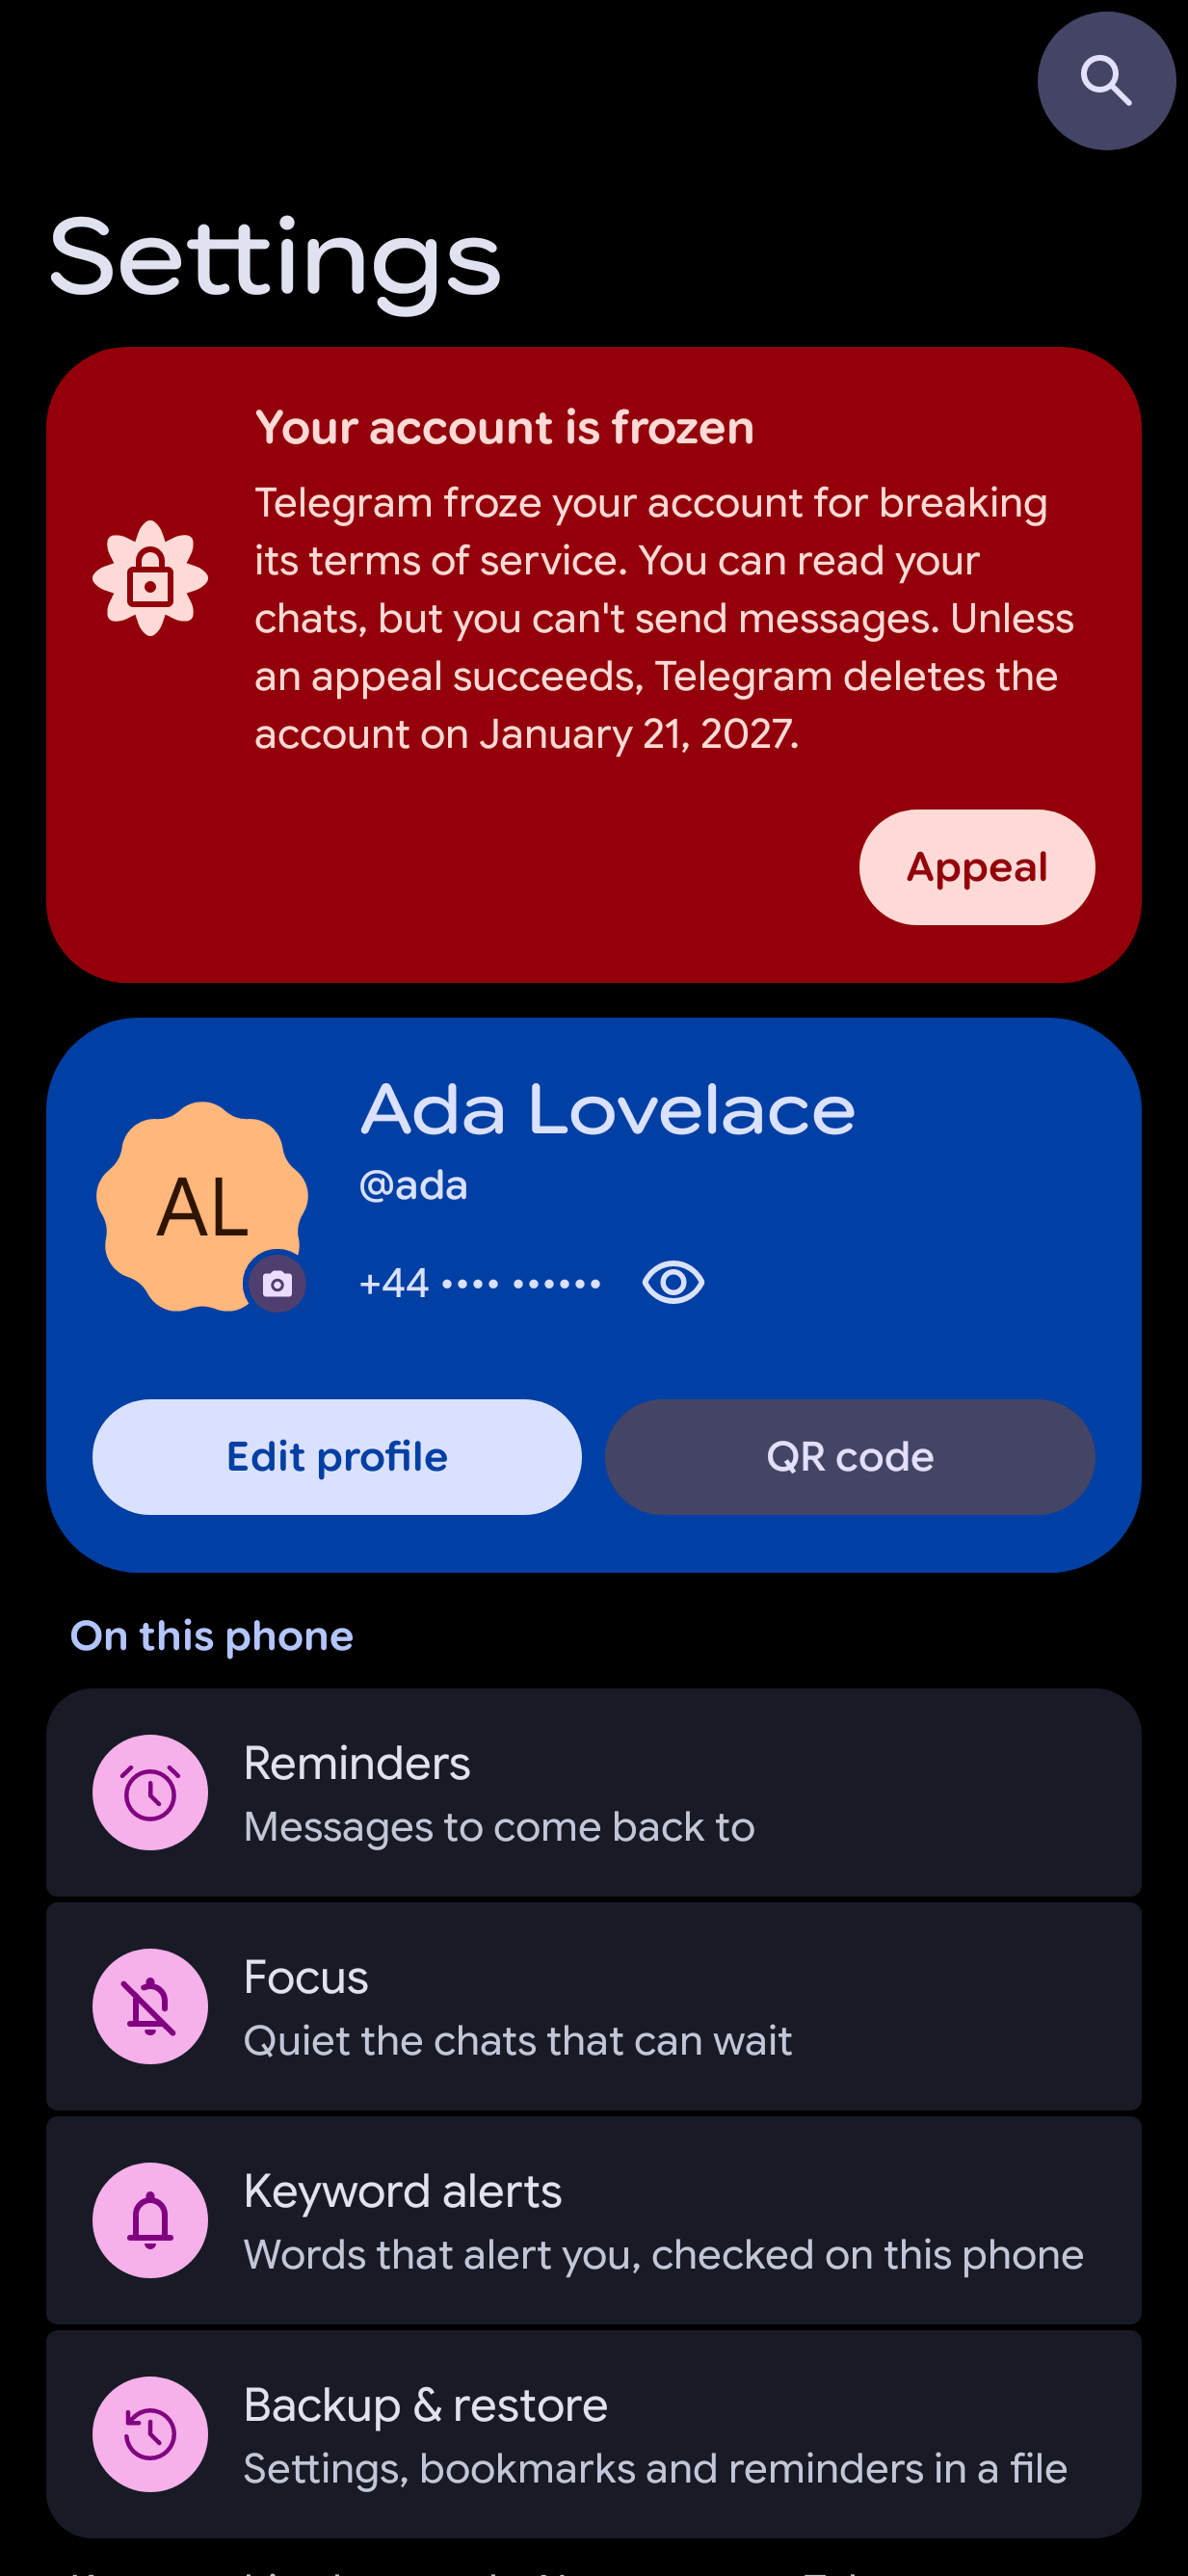 Settings
Your account is frozen
Telegram froze your account for breaking
its terms of service. You can read your
chats, but you can't send messages. Unless
an appeal succeeds, Telegram deletes the
account on January 21, 2027.
Appeal
Ada Lovelace
AL
@ada
+44 •••• ••••••
Edit profile
QR code
On this phone
Reminders
Messages to come back to
Focus
Quiet the chats that can wait
Keyword alerts
Words that alert you, checked on this phone
Backup & restore
Settings, bookmarks and reminders in a file